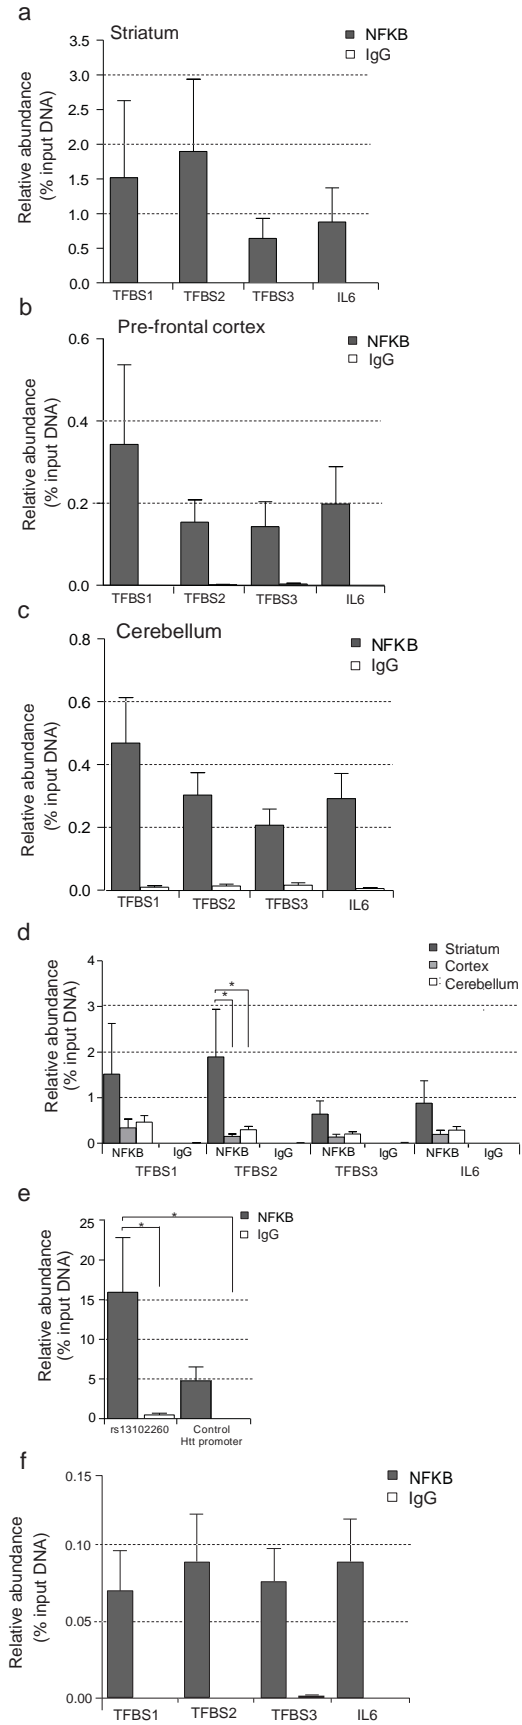 a
Striatum
NFKB
IgG
Relative abundance
(% input DNA)
3.5
3.0
2.5
2.0
1.5
1.0
0.5
0.0
TFBS1 TFBS2 TFBS3 IL6
b
Pre-frontal cortex
NFKB
IgG
Relative abundance
(% input DNA)
0.6
0.4
0.2
0.0
TFBS1 TFBS2 TFBS3 IL6
c
Cerebellum
NFKB
IgG
Relative abundance
(% input DNA)
0.8
0.6
0.4
0.2
0.0
TFBS1 TFBS2 TFBS3 IL6
d
Striatum
Cortex
Cerebellum
Relative abundance
(% input DNA)
4
3
2
1
0
*
*
NFKB IgG NFKB IgG NFKB IgG NFKB IgG
TFBS1 TFBS2 TFBS3 IL6
e
NFKB
IgG
Relative abundance
(% input DNA)
25
20
15
10
5
0
*
*
rs13102260 Control
Htt promoter
f
NFKB
IgG
Relative abundance
(% input DNA)
0.15
0.10
0.05
0.00
TFBS1 TFBS2 TFBS3 IL6